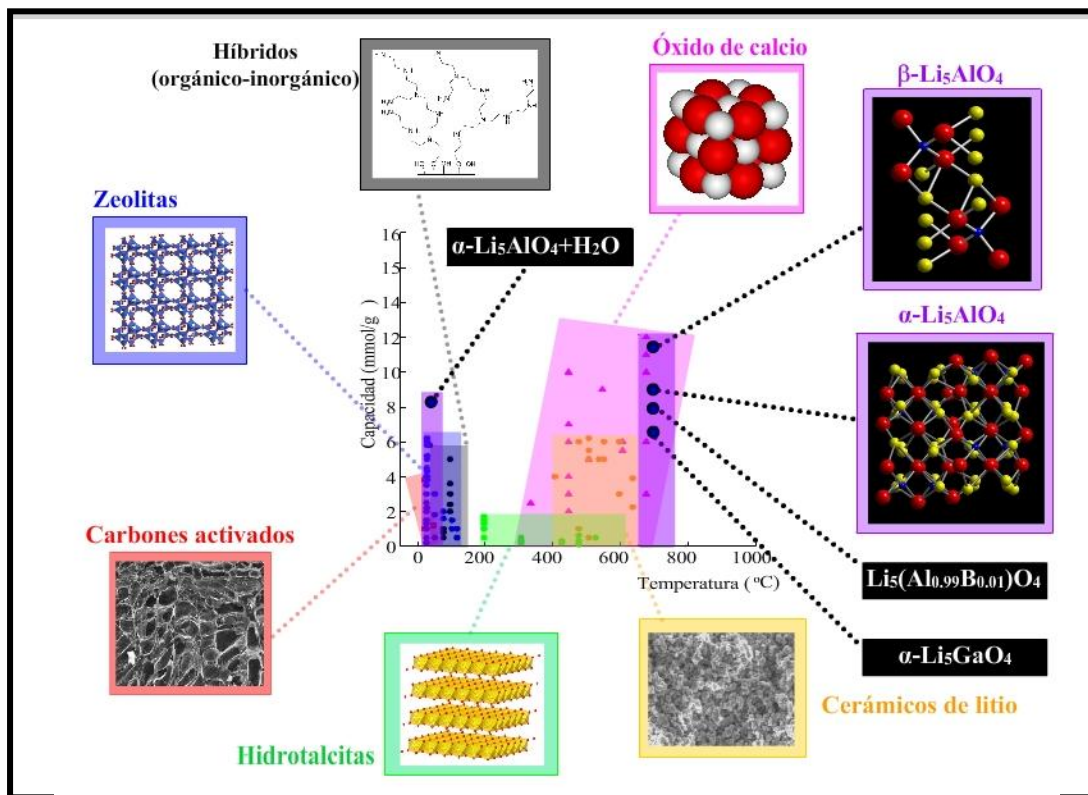 Híbridos
(orgánico-inorgánico)
Óxido de calcio
β-Li₅AlO₄
Zeolitas
α-Li₅AlO₄+H₂O
α-Li₅AlO₄
Capacidad (mmol/g)
16
14
12
10
8
6
4
2
0
0 200 400 600 800 1000
Temperatura (ºC)
Carbones activados
Li₅(Al₀.₉₉B₀.₀₁)O₄
α-Li₅GaO₄
Cerámicos de litio
Hidrotalcitas